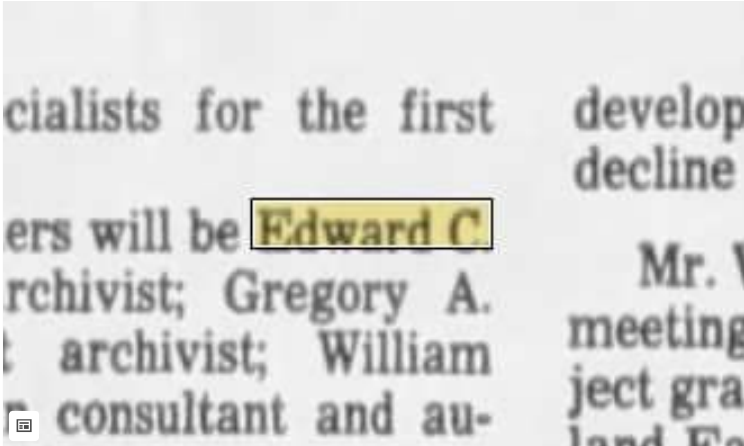 cialists for the first
ers will be Edward C.
rchivist; Gregory A.
archivist; William
consultant and au-
develop
decline
Mr.
meeting
ject gra
land